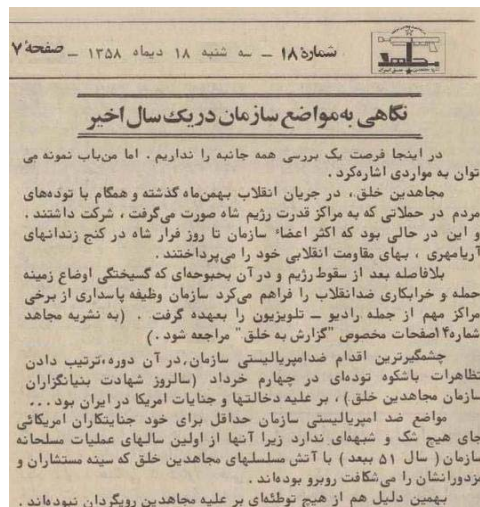 شماره ۱۸ ــ سه شنبه ۱۸ دیماه ۱۳۵۸ ــ صفحهٔ ۷
مجاهد
نگاهی به مواضع سازمان در یک سال اخیر
در اینجا فرصت یک بررسی همه جانبه را نداریم . اما من باب نمونه می
توان به مواردی اشاره کرد .
مجاهدین خلق، در جریان انقلاب بهمن‌ماه گذشته و همگام با توده‌های
مردم در حملاتی که به مراکز قدرت رژیم شاه صورت می‌گرفت ، شرکت داشتند .
و این در حالی بود که اکثر اعضاء سازمان تا روز فرار شاه در کنج زندانهای
آریامهری ، بهای مقاومت انقلابی خود را می‌پرداختند .
بلافاصله بعد از سقوط رژیم و در آن بحبوحه‌ای که گسیختگی اوضاع زمینه
حمله و خرابکاری ضدانقلاب را فراهم می‌کرد سازمان وظیفه پاسداری از برخی
مراکز مهم از جمله رادیو ــ تلویزیون را بعهده گرفت . (به نشریه مجاهد
شماره ۴ صفحات مخصوص "گزارش به خلق" مراجعه شود .)
چشمگیرترین اقدام ضدامپریالیستی سازمان، در آن دوره، ترتیب دادن
تظاهرات باشکوه توده‌ای در چهارم خرداد (سالروز شهادت بنیانگزاران
سازمان مجاهدین خلق) ، بر علیه دخالتها و جنایات امریکا در ایران بود ...
مواضع ضد امپریالیستی سازمان حداقل برای خود جنایتکاران امریکائی
جای هیچ شک و شبهه‌ای ندارد زیرا آنها از اولین سالهای عملیات مسلحانه
سازمان ( سال ۵۱ ببعد ) با آتش مسلسلهای مجاهدین خلق که سینه مستشاران و
مزدورانشان را می‌شکافت روبرو بوده‌اند .
بهمین دلیل هم از هیچ توطئه‌ای بر علیه مجاهدین رویگردان نبوده‌اند .